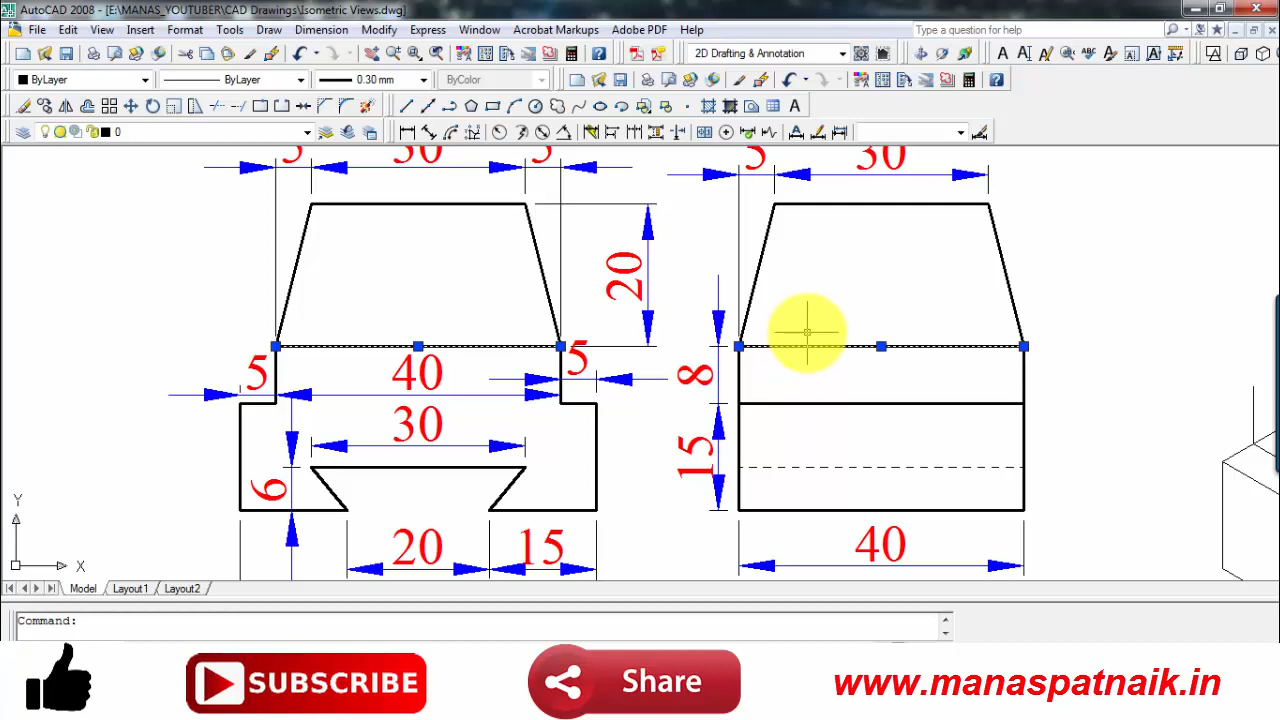 AutoCAD 2008 - [E:\MANAS_YOUTUBER\CAD Drawings\Isometric Views.dwg]
File Edit View Insert Format Tools Draw Dimension Modify Express Window Acrobat Markups Adobe PDF Help Type a question for help
2D Drafting & Annotation
ByLayer ByLayer 0.30 mm ByColor
0
5 30 5 5 30
20
5 40 5 8
30
6 15
20 15 40
Y
X
Model Layout1 Layout2
Command:
SUBSCRIBE Share www.manaspatnaik.in